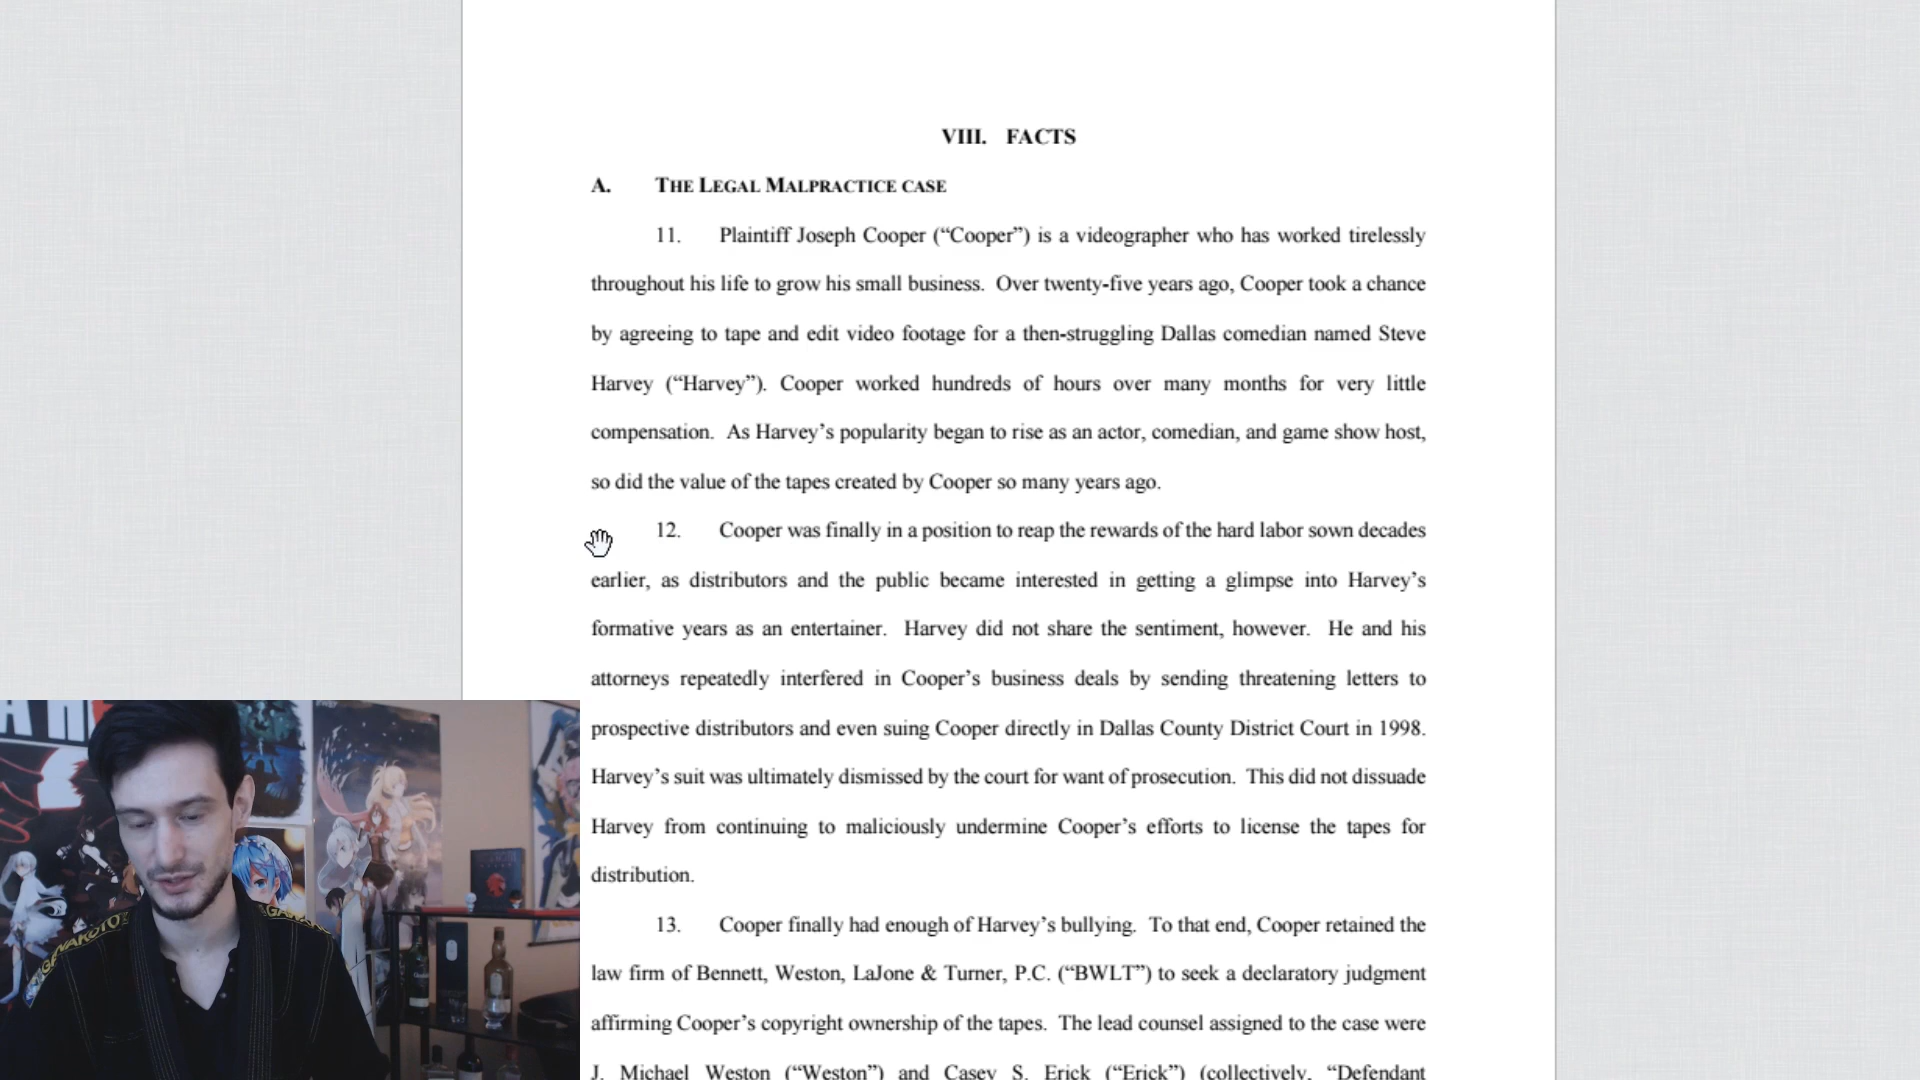 VIII. FACTS
A. THE LEGAL MALPRACTICE CASE
11. Plaintiff Joseph Cooper (“Cooper”) is a videographer who has worked tirelessly
throughout his life to grow his small business. Over twenty-five years ago, Cooper took a chance
by agreeing to tape and edit video footage for a then-struggling Dallas comedian named Steve
Harvey (“Harvey”). Cooper worked hundreds of hours over many months for very little
compensation. As Harvey’s popularity began to rise as an actor, comedian, and game show host,
so did the value of the tapes created by Cooper so many years ago.
12. Cooper was finally in a position to reap the rewards of the hard labor sown decades
earlier, as distributors and the public became interested in getting a glimpse into Harvey’s
formative years as an entertainer. Harvey did not share the sentiment, however. He and his
attorneys repeatedly interfered in Cooper’s business deals by sending threatening letters to
prospective distributors and even suing Cooper directly in Dallas County District Court in 1998.
Harvey’s suit was ultimately dismissed by the court for want of prosecution. This did not dissuade
Harvey from continuing to maliciously undermine Cooper’s efforts to license the tapes for
distribution.
13. Cooper finally had enough of Harvey’s bullying. To that end, Cooper retained the
law firm of Bennett, Weston, LaJone & Turner, P.C. (“BWLT”) to seek a declaratory judgment
affirming Cooper’s copyright ownership of the tapes. The lead counsel assigned to the case were
J. Michael Weston (“Weston”) and Casey S. Erick (“Erick”) (collectively, “Defendant